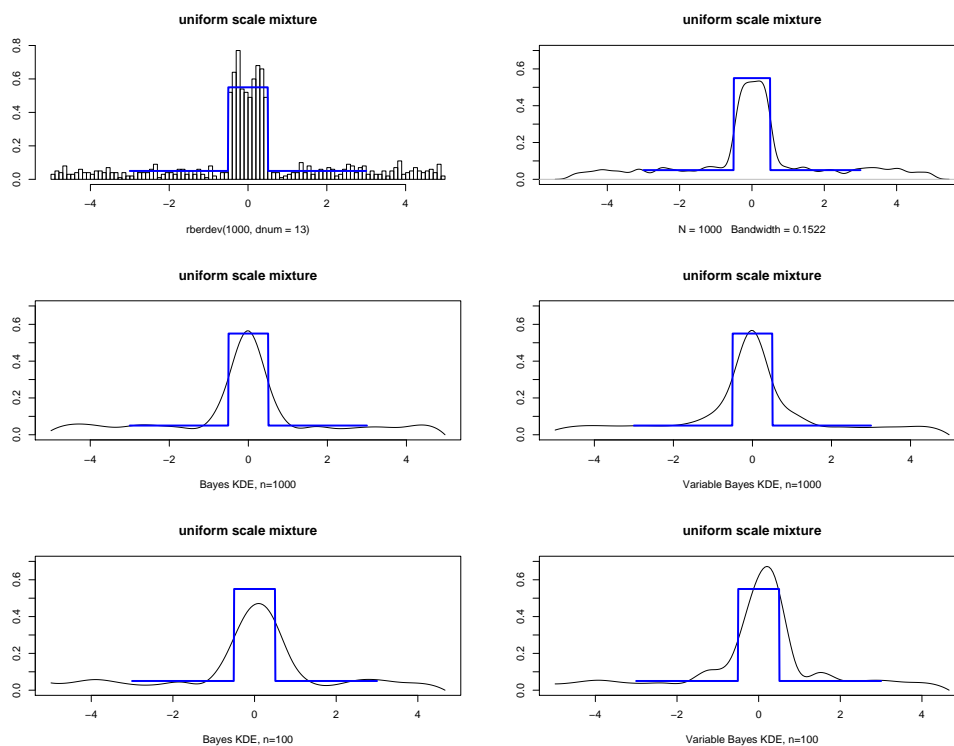 uniform scale mixture
0.8
0.6
0.4
0.2
0.0
−4 −2 0 2 4
rberdev(1000, dnum = 13)
uniform scale mixture
0.6
0.4
0.2
0.0
−4 −2 0 2 4
N = 1000 Bandwidth = 0.1522
uniform scale mixture
0.6
0.4
0.2
0.0
−4 −2 0 2 4
Bayes KDE, n=1000
uniform scale mixture
0.6
0.4
0.2
0.0
−4 −2 0 2 4
Variable Bayes KDE, n=1000
uniform scale mixture
0.6
0.4
0.2
0.0
−4 −2 0 2 4
Bayes KDE, n=100
uniform scale mixture
0.6
0.4
0.2
0.0
−4 −2 0 2 4
Variable Bayes KDE, n=100